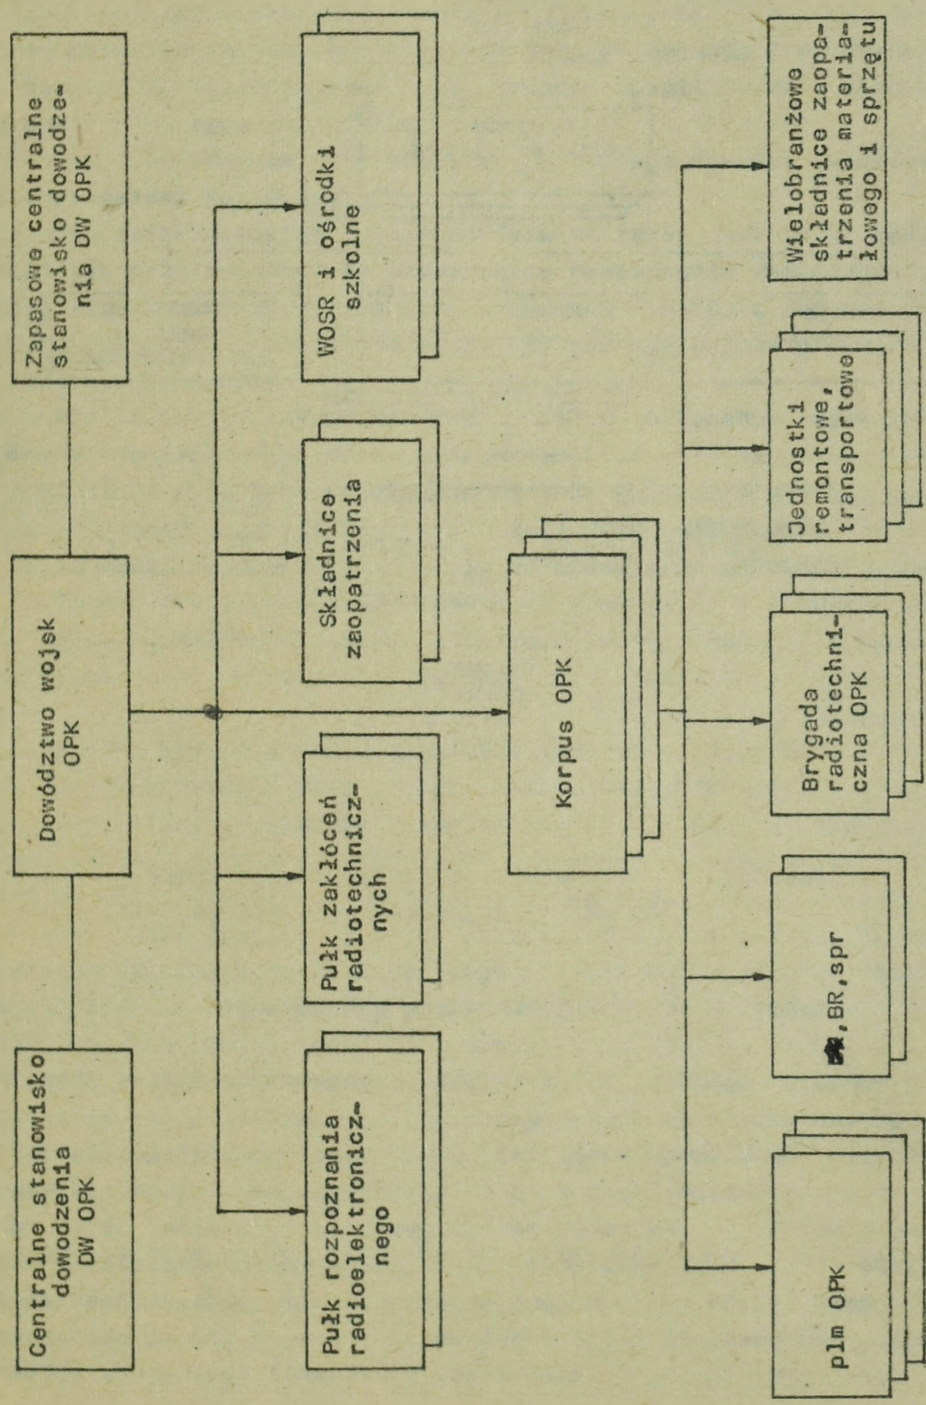 Centralne stanowisko
dowodzenia
DW OPK
Dowództwo wojsk
OPK
Zapasowe centralne
stanowisko dowodze-
nia DW OPK
Pułk rozpoznania
radioelektronicz-
nego
Pułk zakłóceń
radiotechnicz-
nych
Składnice
zaopatrzenia
WOSR i ośrodki
szkolne
Korpus OPK
plm OPK
,BR,spr
Brygada
radiotechni-
czna OPK
Jednostki
remontowe,
transportowe
Wielobranżowe
składnice zaopa-
trzenia materia-
łowego i sprzętu